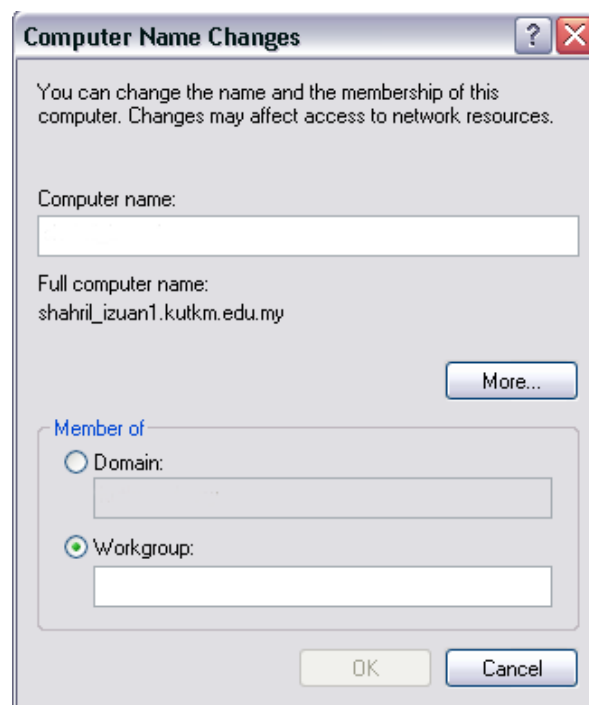 Computer Name Changes
You can change the name and the membership of this
computer. Changes may affect access to network resources.
Computer name:
Full computer name:
shahril_izuan1.kutkm.edu.my
More...
Member of
Domain:
Workgroup:
OK
Cancel